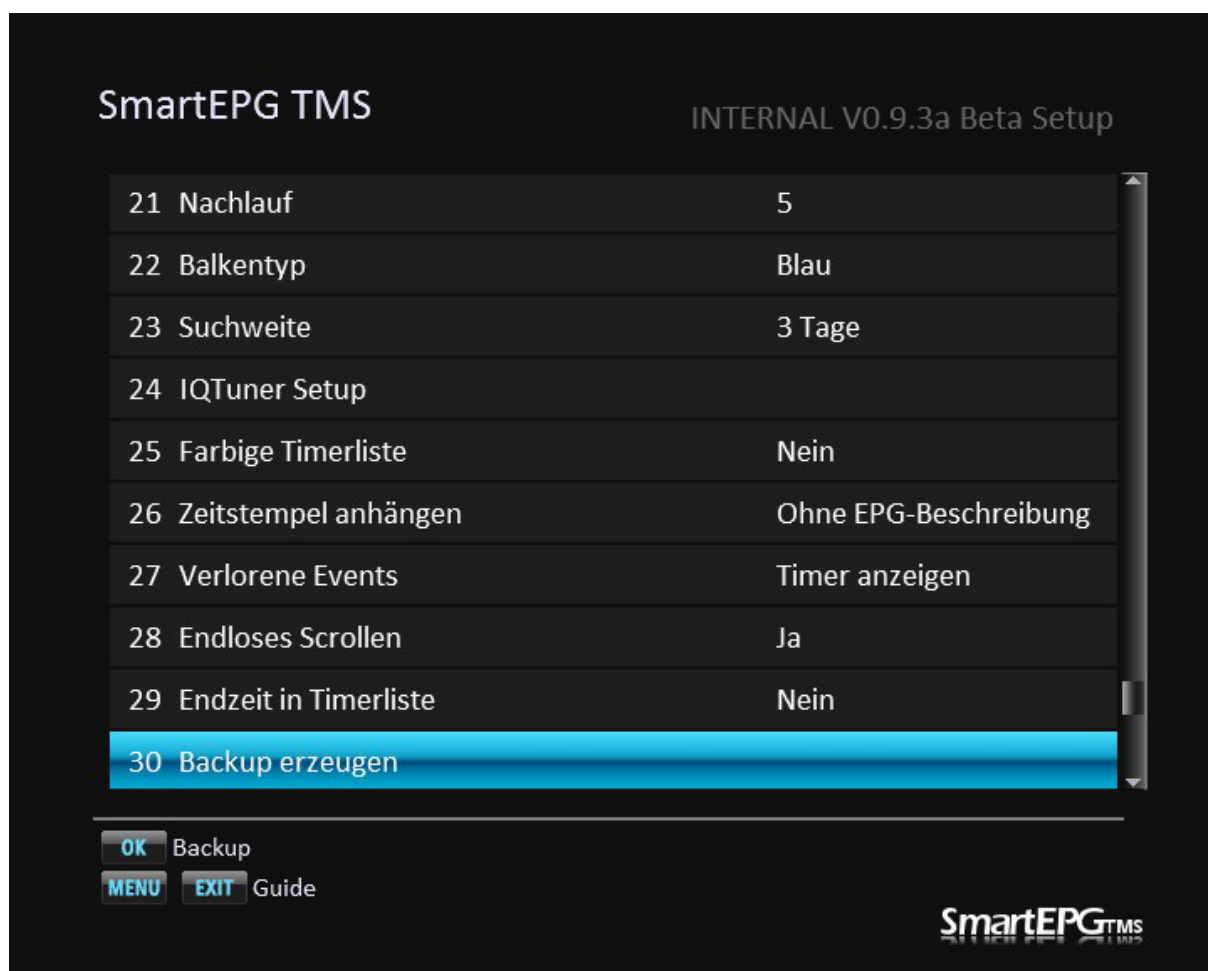 SmartEPG TMS
INTERNAL V0.9.3a Beta Setup
21 Nachlauf 5
22 Balkentyp Blau
23 Suchweite 3 Tage
24 IQTuner Setup
25 Farbige Timerliste Nein
26 Zeitstempel anhängen Ohne EPG-Beschreibung
27 Verlorene Events Timer anzeigen
28 Endloses Scrollen Ja
29 Endzeit in Timerliste Nein
30 Backup erzeugen
OK Backup
MENU EXIT Guide
SmartEPGTMS